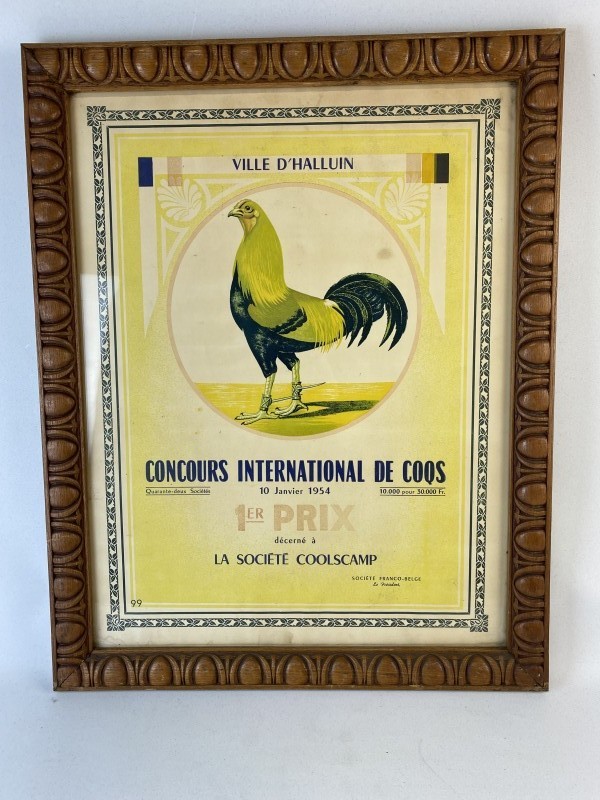 VILLE D'HALLUIN
CONCOURS INTERNATIONAL DE COQS
Quarante-deux Sociétés 10 Janvier 1954 10.000 pour 30.000 Fr.
1ER PRIX
décerné à
LA SOCIÉTÉ COOLSCAMP
SOCIÉTÉ FRANCO-BELGE
Le Président,
99